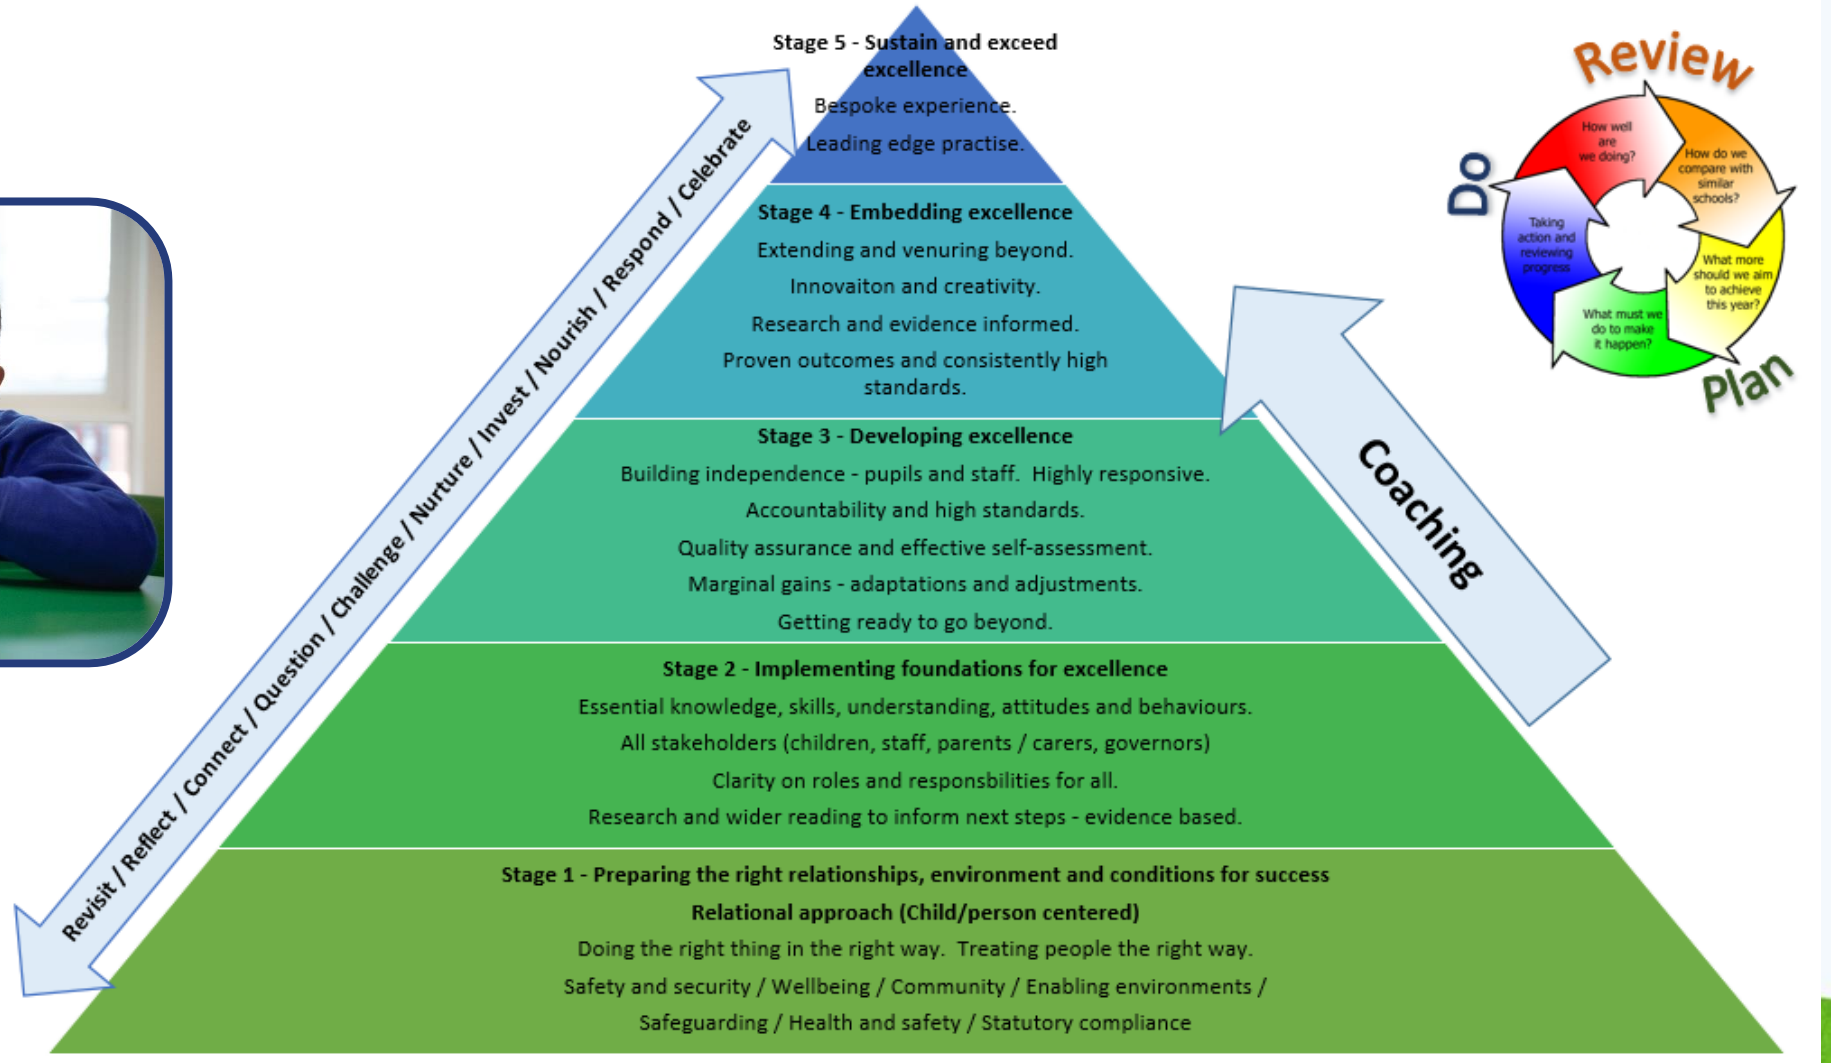 Stage 5 - Sustain and exceed
excellence
Bespoke experience.
Leading edge practise.
Stage 4 - Embedding excellence
Extending and venuring beyond.
Innovaiton and creativity.
Research and evidence informed.
Proven outcomes and consistently high
standards.
Stage 3 - Developing excellence
Building independence - pupils and staff.  Highly responsive.
Accountability and high standards.
Quality assurance and effective self-assessment.
Marginal gains - adaptations and adjustments.
Getting ready to go beyond.
Stage 2 - Implementing foundations for excellence
Essential knowledge, skills, understanding, attitudes and behaviours.
All stakeholders (children, staff, parents / carers, governors)
Clarity on roles and responsbilities for all.
Research and wider reading to inform next steps - evidence based.
Stage 1 - Preparing the right relationships, environment and conditions for success
Relational approach (Child/person centered)
Doing the right thing in the right way.  Treating people the right way.
Safety and security / Wellbeing / Community / Enabling environments /
Safeguarding / Health and safety / Statutory compliance
Revisit / Reflect / Connect / Question / Challenge / Nurture / Invest / Nourish / Respond / Celebrate
Coaching
Review
How well
are
we doing?
How do we
compare with
similar
schools?
What more
should we aim
to achieve
this year?
What must we
do to make
it happen?
Taking
action and
reviewing
progress
Do
Plan